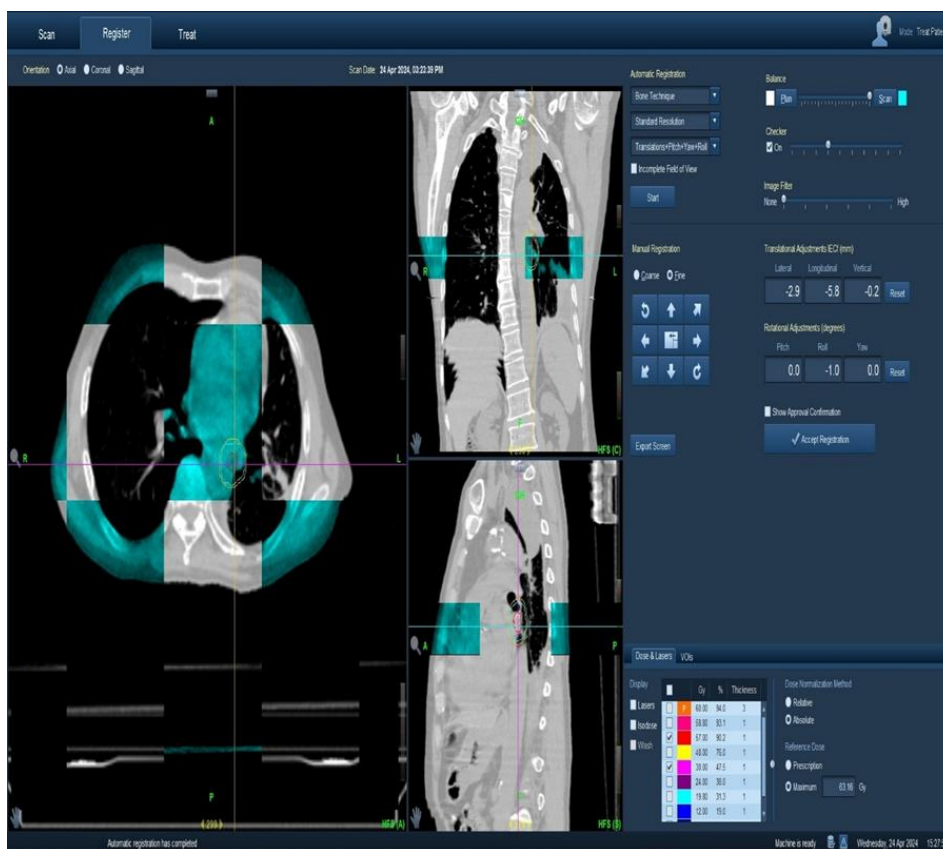 Scan Register Treat Mode: Treat Patie
Orientation Axial Coronal Sagittal Scan Date: 24 Apr 2024, 03:23:39 PM
Automatic Registration
Bone Technique
Standard Resolution
Translations+Pitch+Yaw+Roll
Incomplete Field of View
Start
Balance
Plan Scan
Checker
On
Image Filter
None High
Manual Registration
Coarse Fine
Export Screen
Translational Adjustments IECf (mm)
Lateral Longitudinal Vertical
-2.9 -5.8 -0.2 Reset
Rotational Adjustments (degrees)
Pitch Roll Yaw
0.0 -1.0 0.0 Reset
Show Approval Confirmation
Accept Registration
A
R L
P
HFS (A)
R L
F
HFS (C)
A P
HFS (S)
Dose & Lasers VOIs
Display
Lasers
Isodose
Wash
Gy % Thickness
P 60.00 94.0 3
93.1 1
57.00 90.2 1
48.00 76.0 1
30.00 47.5 1
24.00 38.0 1
19.80 31.3 1
12.00 19.0 1
Dose Normalization Method
Relative
Absolute
Reference Dose
Prescription
Maximum 63.16 Gy
Automatic registration has completed Machine is ready Wednesday, 24 Apr 2024 15:27: